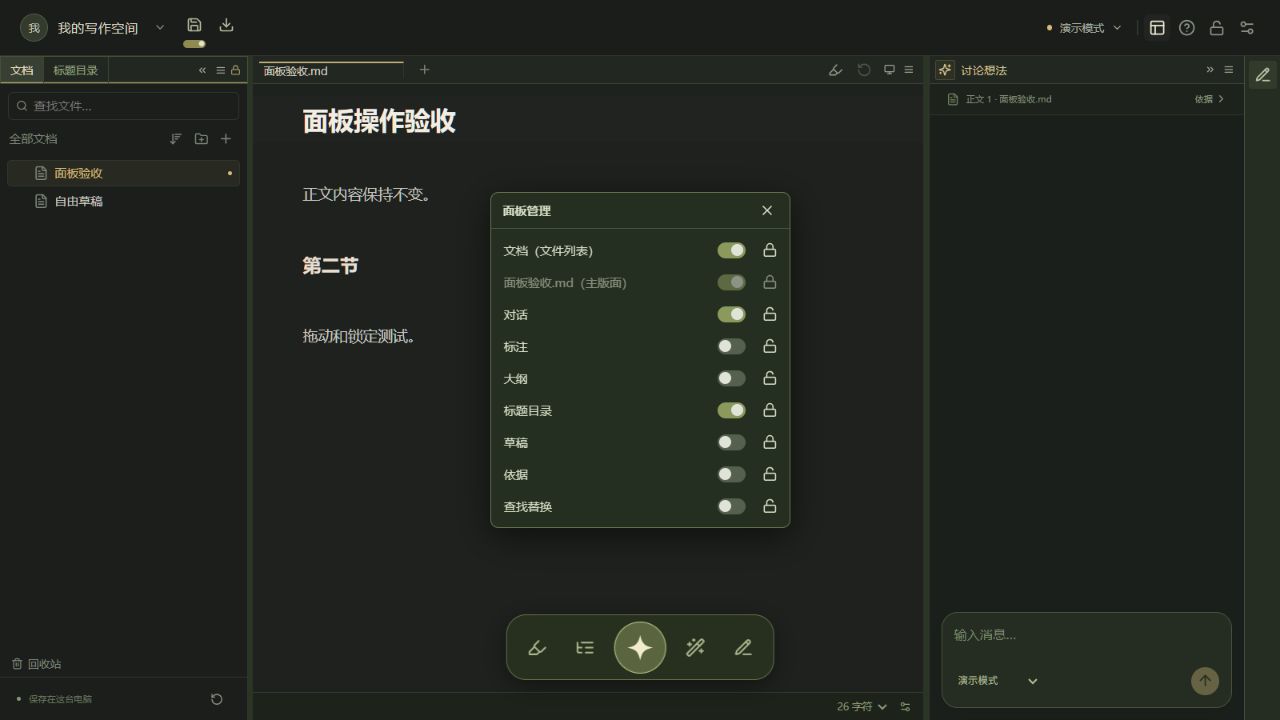 我 我的写作空间
演示模式
文档 标题目录
面板验收.md
讨论想法
查找文件...
正文 1 · 面板验收.md 依据
全部文档
面板验收
自由草稿
面板操作验收
正文内容保持不变。
第二节
拖动和锁定测试。
面板管理
文档（文件列表）
面板验收.md（主版面）
对话
标注
大纲
标题目录
草稿
依据
查找替换
输入消息...
演示模式
回收站
保存在这台电脑
26 字符